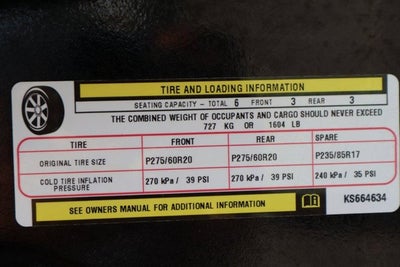 TIRE AND LOADING INFORMATION
SEATING CAPACITY - TOTAL 6 FRONT 3 REAR 3
THE COMBINED WEIGHT OF OCCUPANTS AND CARGO SHOULD NEVER EXCEED
727 KG OR 1604 LB
TIRE FRONT REAR SPARE
ORIGINAL TIRE SIZE P275/60R20 P275/60R20 P235/85R17
COLD TIRE INFLATION PRESSURE 270 kPa / 39 PSI 270 kPa / 39 PSI 240 kPa / 35 PSI
SEE OWNERS MANUAL FOR ADDITIONAL INFORMATION KS664634